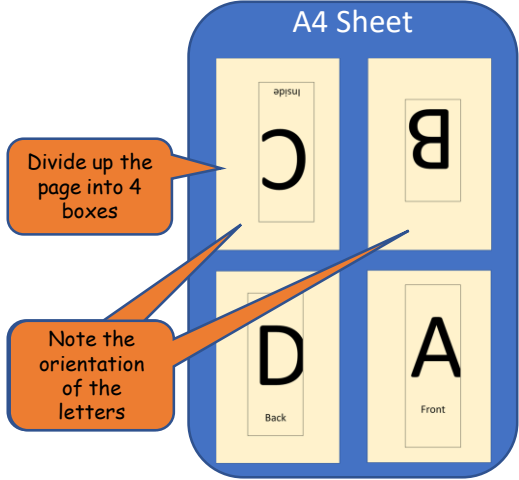 A4 Sheet
Inside
C
B
Divide up the
page into 4
boxes
Note the
orientation
of the
letters
D
Back
A
Front